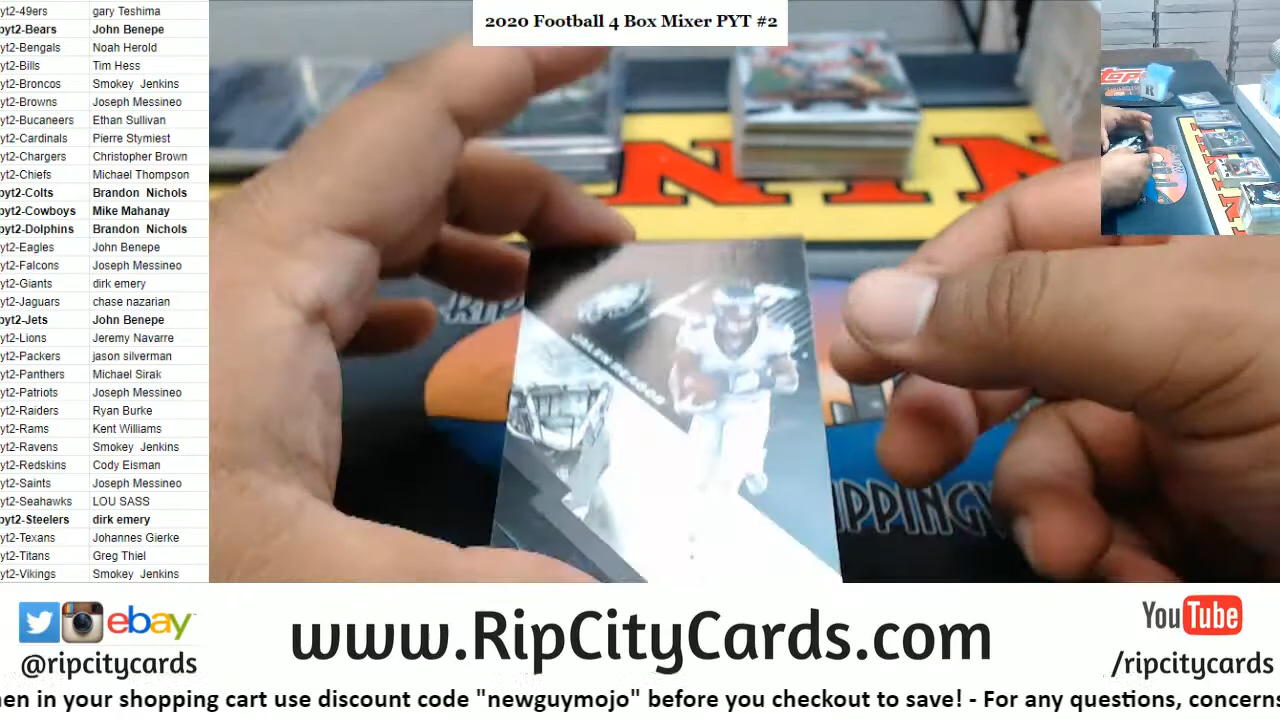 2020 Football 4 Box Mixer PYT #2
yt2-49ers gary Teshima
pyt2-Bears John Benepe
yt2-Bengals Noah Herold
yt2-Bills Tim Hess
yt2-Broncos Smokey Jenkins
yt2-Browns Joseph Messineo
yt2-Bucaneers Ethan Sullivan
yt2-Cardinals Pierre Stymiest
yt2-Chargers Christopher Brown
yt2-Chiefs Michael Thompson
pyt2-Colts Brandon Nichols
pyt2-Cowboys Mike Mahanay
pyt2-Dolphins Brandon Nichols
yt2-Eagles John Benepe
yt2-Falcons Joseph Messineo
yt2-Giants dirk emery
yt2-Jaguars chase nazarian
pyt2-Jets John Benepe
yt2-Lions Jeremy Navarre
yt2-Packers jason silverman
yt2-Panthers Michael Sirak
yt2-Patriots Joseph Messineo
yt2-Raiders Ryan Burke
yt2-Rams Kent Williams
yt2-Ravens Smokey Jenkins
yt2-Redskins Cody Eisman
yt2-Saints Joseph Messineo
yt2-Seahawks LOU SASS
pyt2-Steelers dirk emery
yt2-Texans Johannes Gierke
yt2-Titans Greg Thiel
yt2-Vikings Smokey Jenkins
NIN
RIP
JALEN REAGOR
IPPINGW
ebay
@ripcitycards
www.RipCityCards.com
YouTube
/ripcitycards
en in your shopping cart use discount code "newguymojo" before you checkout to save! - For any questions, concerns